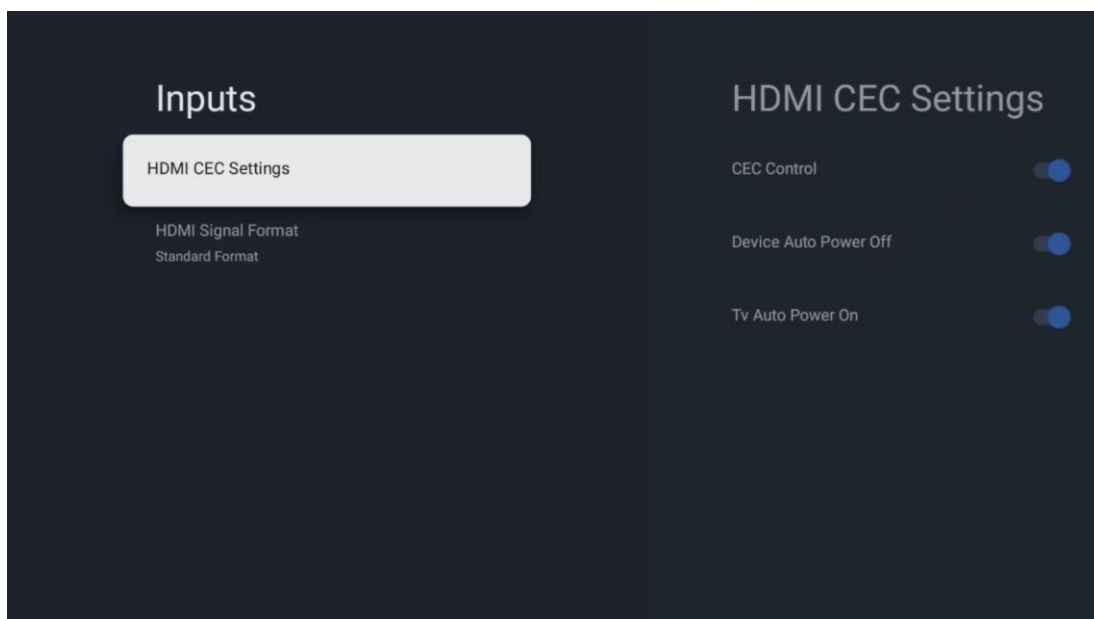 Inputs
HDMI CEC Settings
HDMI Signal Format
Standard Format
HDMI CEC Settings
CEC Control
Device Auto Power Off
Tv Auto Power On